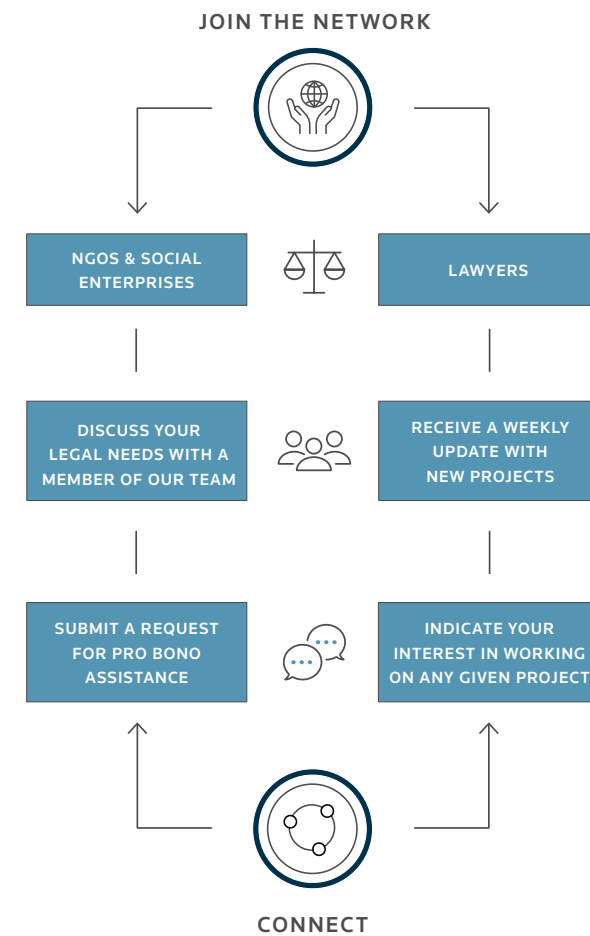 JOIN THE NETWORK
NGOS & SOCIAL
ENTERPRISES
LAWYERS
DISCUSS YOUR
LEGAL NEEDS WITH A
MEMBER OF OUR TEAM
RECEIVE A WEEKLY
UPDATE WITH
NEW PROJECTS
SUBMIT A REQUEST
FOR PRO BONO
ASSISTANCE
INDICATE YOUR
INTEREST IN WORKING
ON ANY GIVEN PROJECT
CONNECT